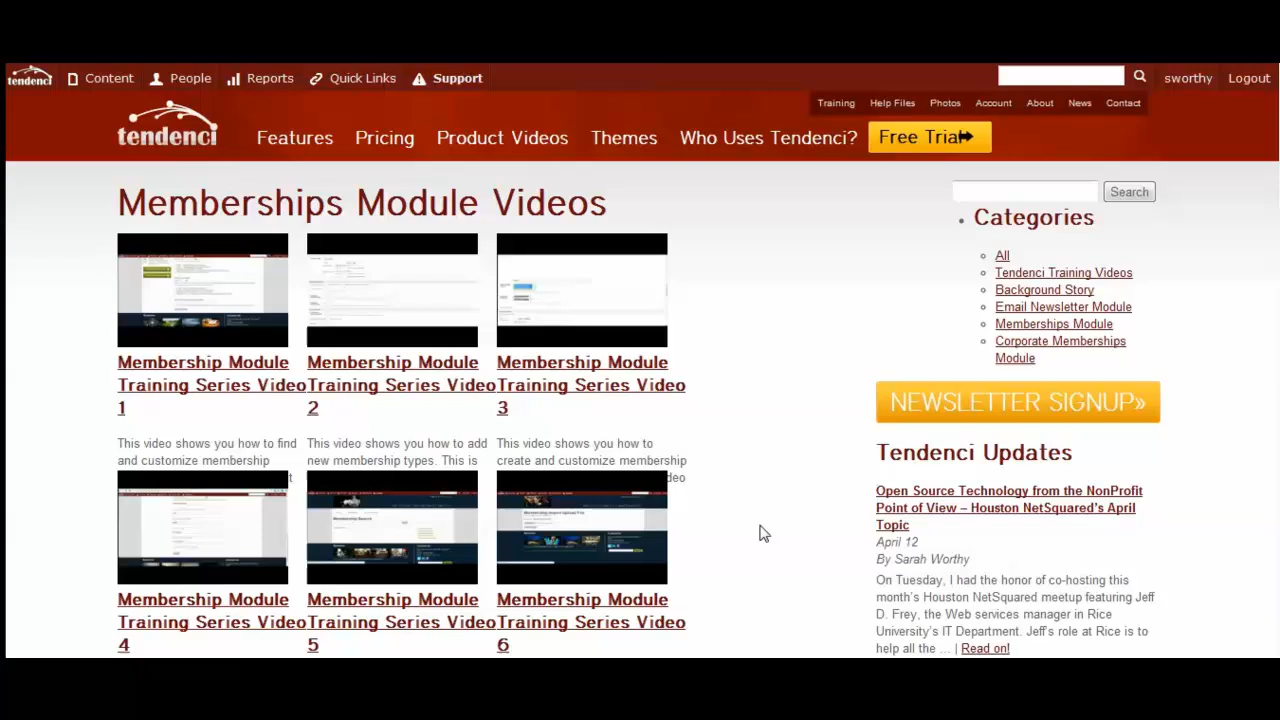 tendenci Content People Reports Quick Links Support sworthy Logout
Training Help Files Photos Account About News Contact
tendenci Features Pricing Product Videos Themes Who Uses Tendenci? Free Trial
Memberships Module Videos
Membership Module
Training Series Video
1
This video shows you how to find
and customize membership
Membership Module
Training Series Video
2
This video shows you how to add
new membership types. This is
Membership Module
Training Series Video
3
This video shows you how to
create and customize membership
Membership Module
Training Series Video
4
Membership Module
Training Series Video
5
Membership Module
Training Series Video
6
Search
Categories
All
Tendenci Training Videos
Background Story
Email Newsletter Module
Memberships Module
Corporate Memberships
Module
NEWSLETTER SIGNUP»
Tendenci Updates
Open Source Technology from the NonProfit
Point of View – Houston NetSquared's April
Topic
April 12
By Sarah Worthy
On Tuesday, I had the honor of co-hosting this
month's Houston NetSquared meetup featuring Jeff
D. Frey, the Web services manager in Rice
University's IT Department. Jeff's role at Rice is to
help all the ... | Read on!